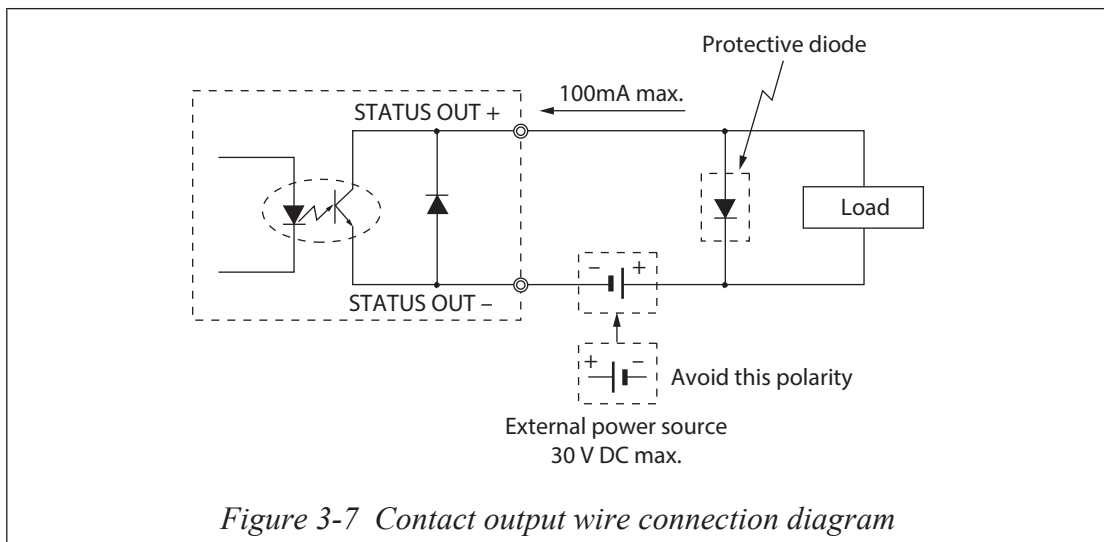 Protective diode
100mA max.
STATUS OUT +
Load
− +
STATUS OUT −
+ −
Avoid this polarity
External power source
30 V DC max.
Figure 3-7 Contact output wire connection diagram